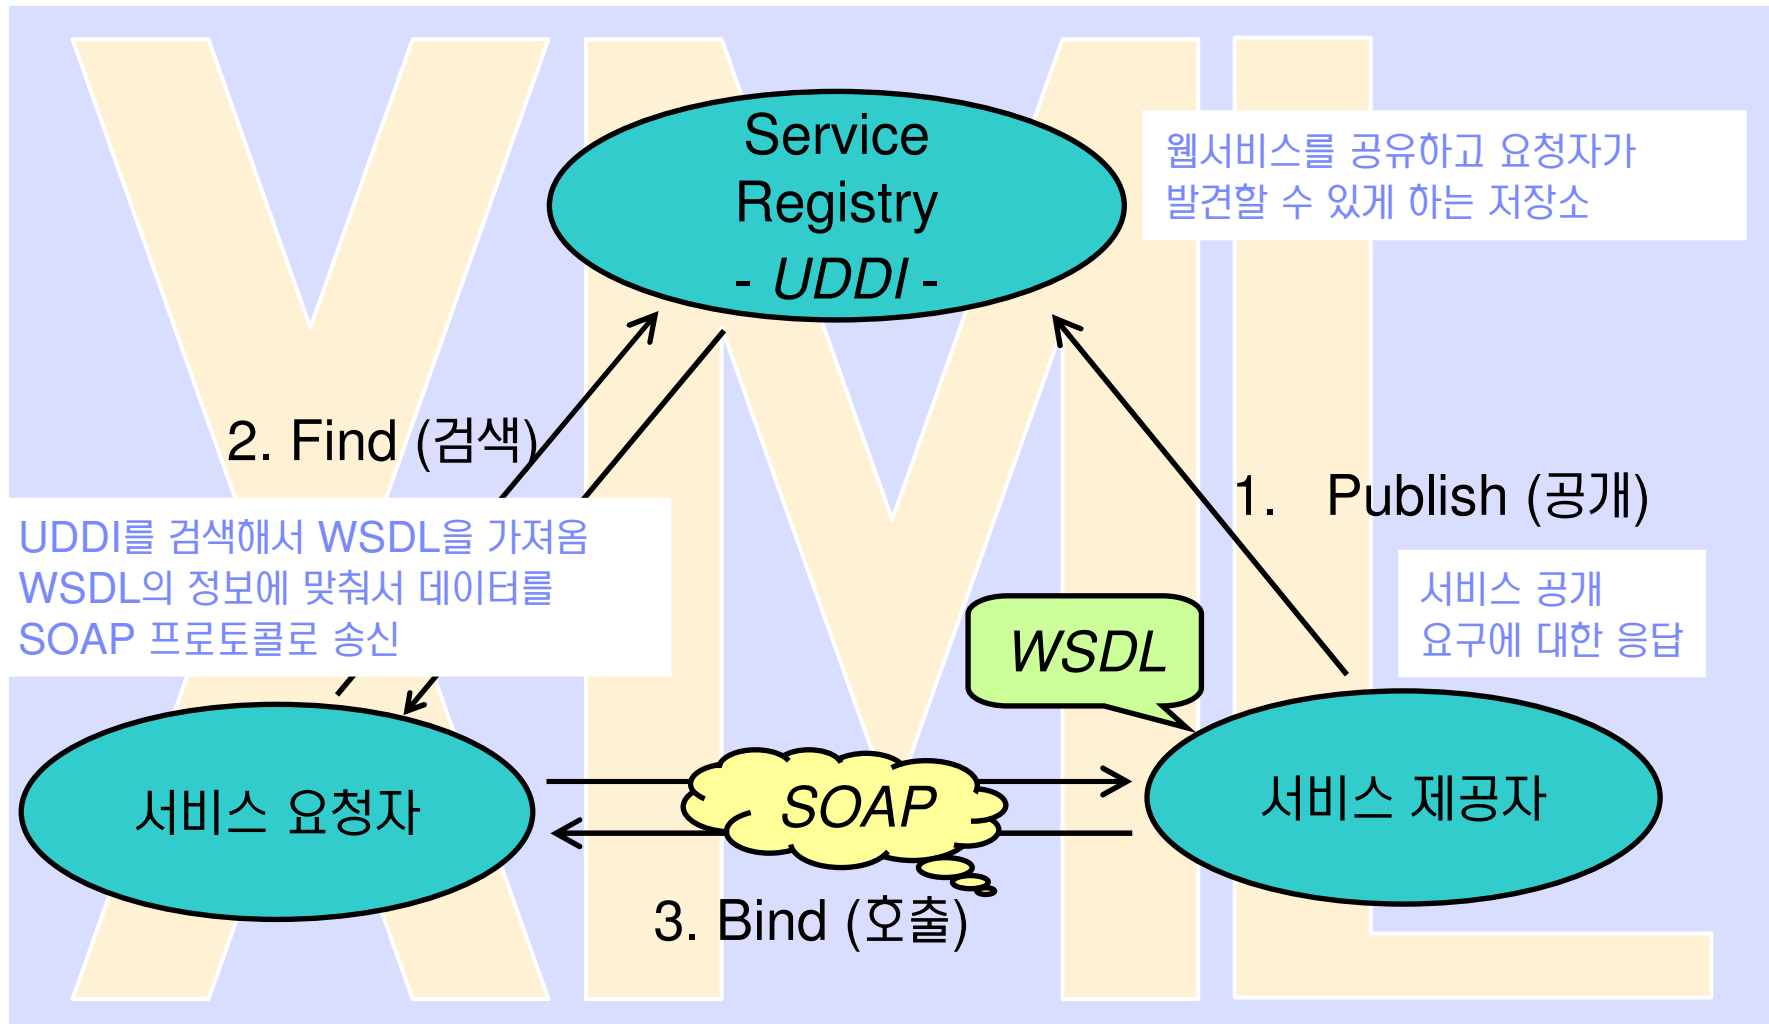 XML
Service
Registry
- UDDI -
웹서비스를 공유하고 요청자가
발견할 수 있게 하는 저장소
2. Find (검색)
1. Publish (공개)
UDDI를 검색해서 WSDL을 가져옴
WSDL의 정보에 맞춰서 데이터를
SOAP 프로토콜로 송신
서비스 공개
요구에 대한 응답
WSDL
서비스 요청자
SOAP
서비스 제공자
3. Bind (호출)